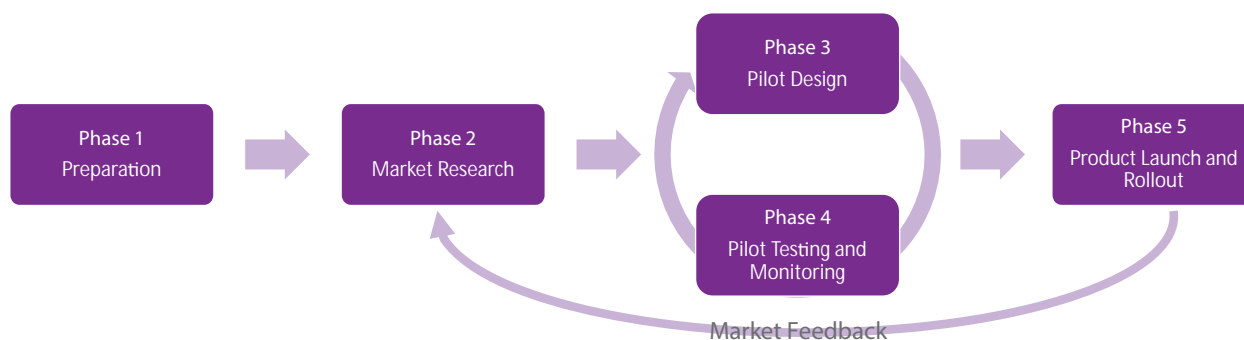 Phase 1
Preparation
Phase 2
Market Research
Phase 3
Pilot Design
Phase 4
Pilot Testing and
Monitoring
Phase 5
Product Launch and
Rollout
Market Feedback